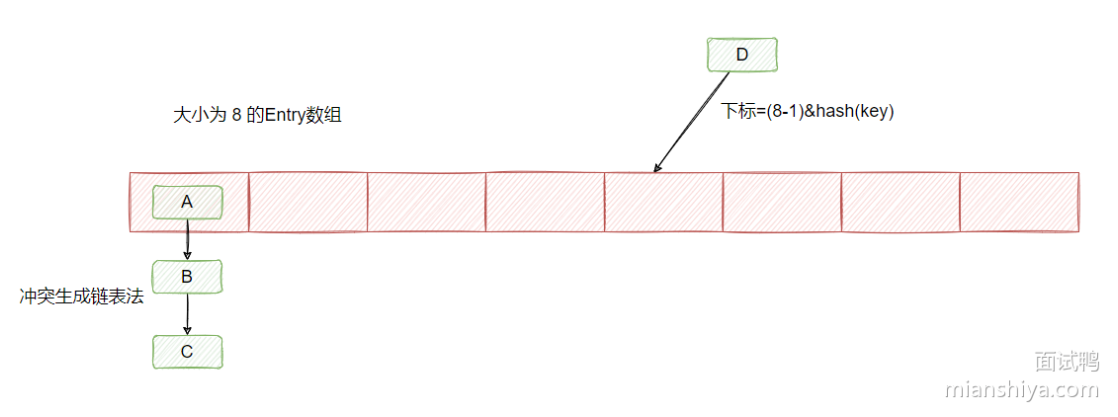 D
大小为 8 的Entry数组
下标=(8-1)&hash(key)
A
B
冲突生成链表法
C
面试鸭
mianshiya.com